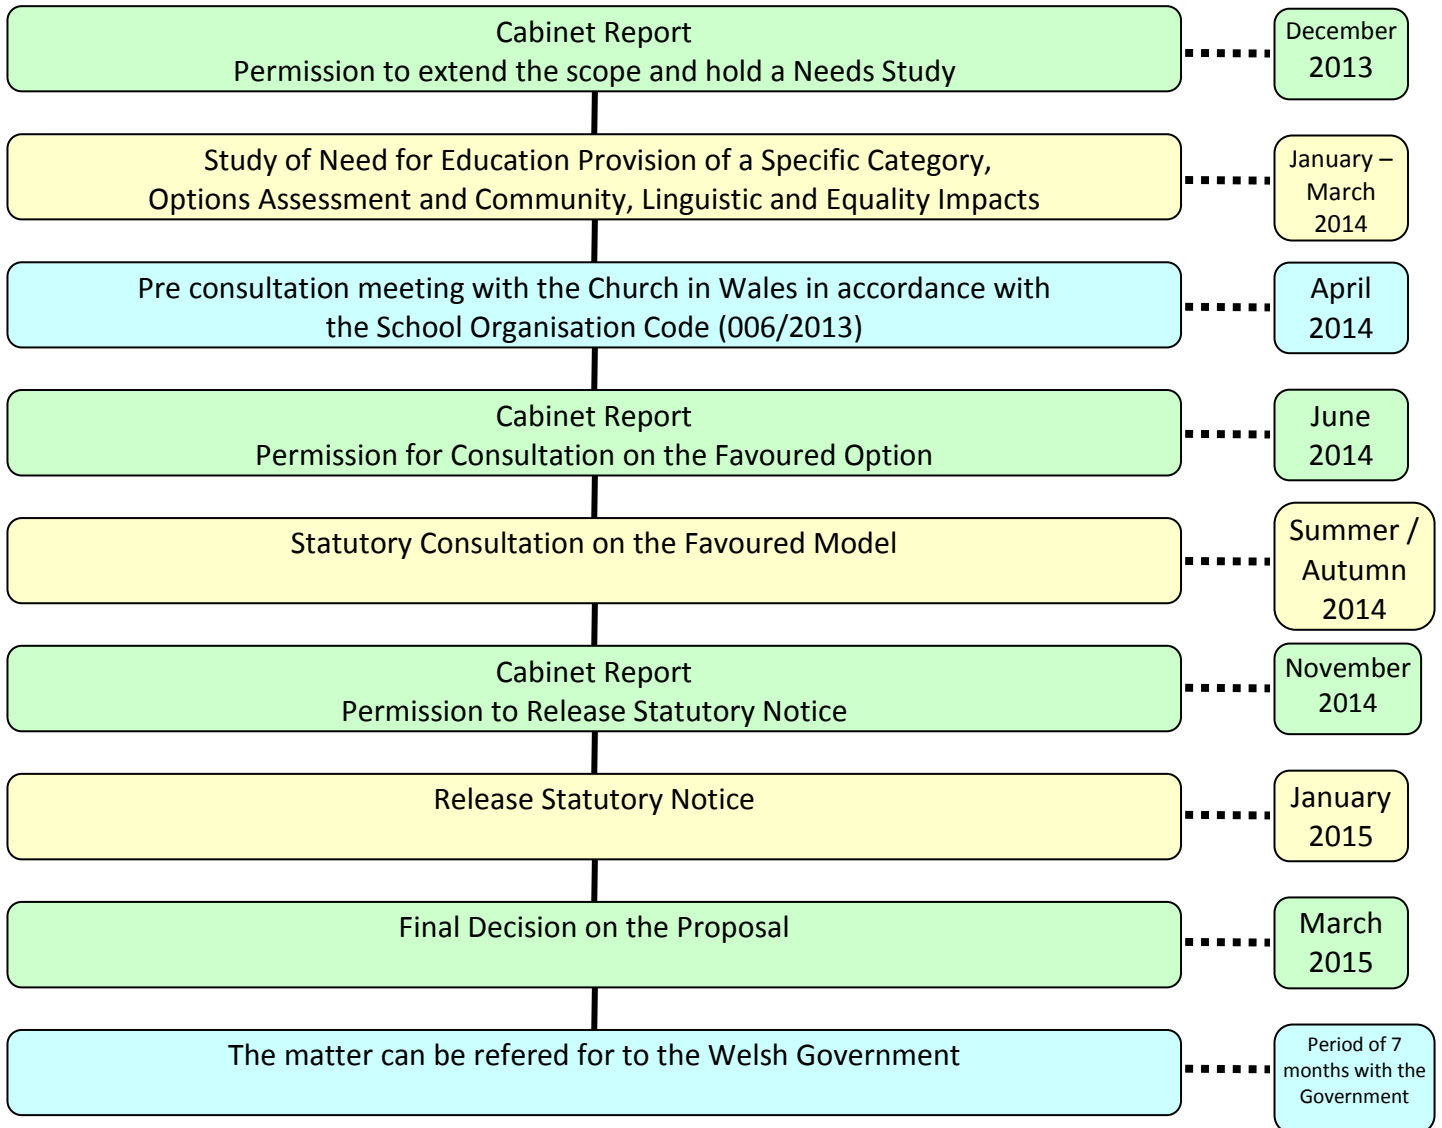 Cabinet Report
Permission to extend the scope and hold a Needs Study
December
2013
Study of Need for Education Provision of a Specific Category,
Options Assessment and Community, Linguistic and Equality Impacts
January –
March
2014
Pre consultation meeting with the Church in Wales in accordance with
the School Organisation Code (006/2013)
April
2014
Cabinet Report
Permission for Consultation on the Favoured Option
June
2014
Statutory Consultation on the Favoured Model
Summer /
Autumn
2014
Cabinet Report
Permission to Release Statutory Notice
November
2014
Release Statutory Notice
January
2015
Final Decision on the Proposal
March
2015
The matter can be refered for to the Welsh Government
Period of 7
months with the
Government